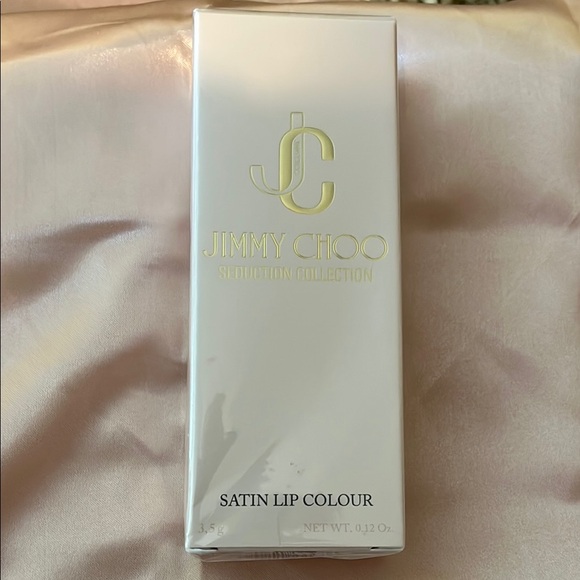 JC
JIMMY CHOO
SEDUCTION COLLECTION
SATIN LIP COLOUR
3,5 g NET WT. 0.12 Oz.